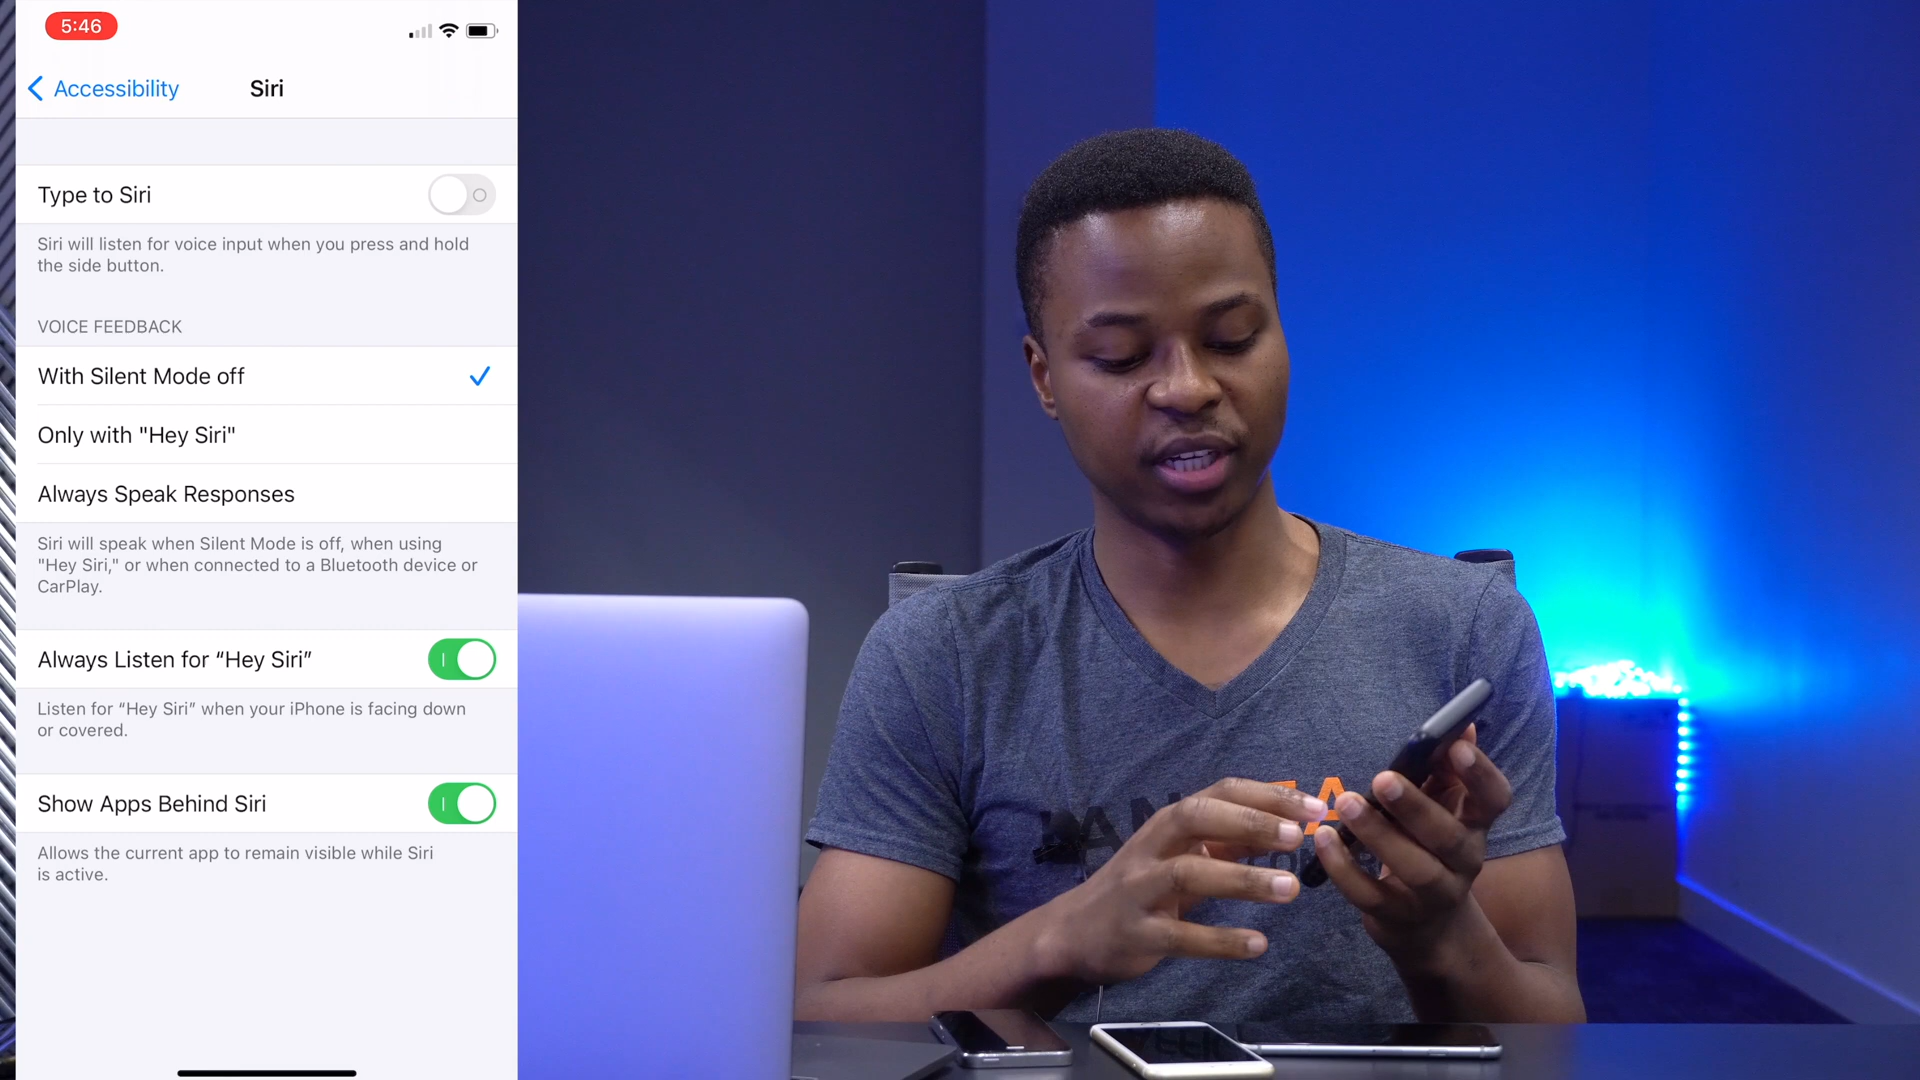 5:46
Accessibility
Siri
Type to Siri
Siri will listen for voice input when you press and hold
the side button.
VOICE FEEDBACK
With Silent Mode off
Only with "Hey Siri"
Always Speak Responses
Siri will speak when Silent Mode is off, when using
"Hey Siri," or when connected to a Bluetooth device or
CarPlay.
Always Listen for “Hey Siri”
Listen for “Hey Siri” when your iPhone is facing down
or covered.
Show Apps Behind Siri
Allows the current app to remain visible while Siri
is active.